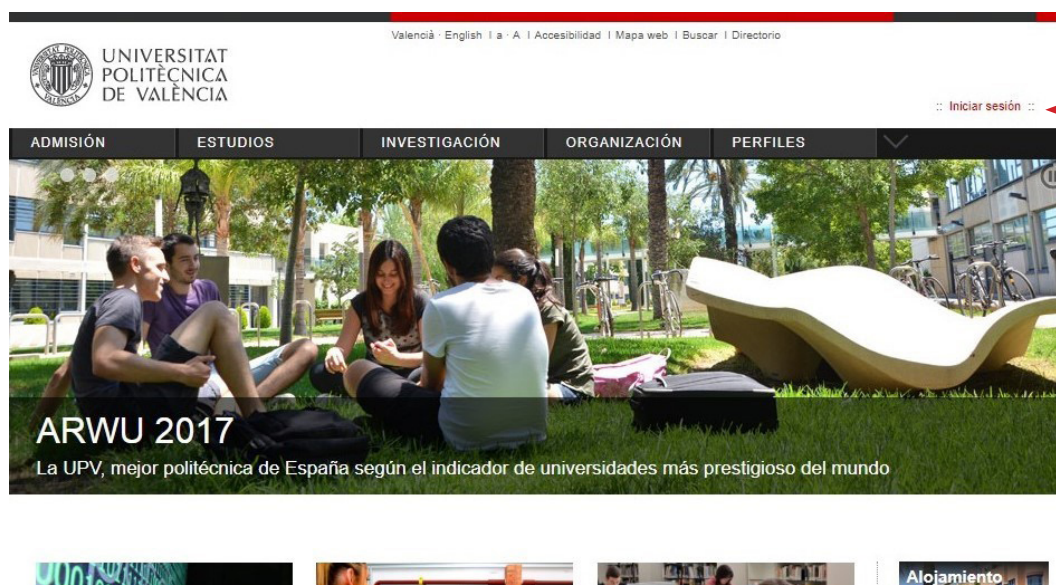 Valencià · English | a · A | Accesibilidad | Mapa web | Buscar | Directorio
UNIVERSITAT
POLITÈCNICA
DE VALÈNCIA
:: Iniciar sesión ::
ADMISIÓN ESTUDIOS INVESTIGACIÓN ORGANIZACIÓN PERFILES
ARWU 2017
La UPV, mejor politécnica de España según el indicador de universidades más prestigioso del mundo
Alojamiento